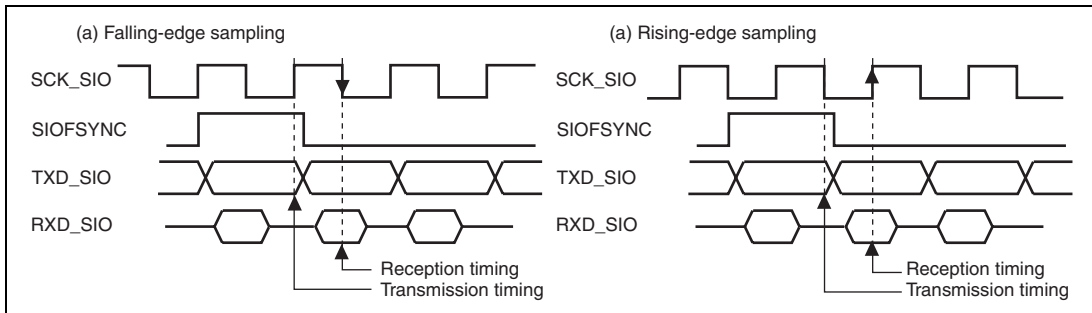 (a) Falling-edge sampling
SCK_SIO
SIOFSYNC
TXD_SIO
RXD_SIO
Reception timing
Transmission timing
(a) Rising-edge sampling
SCK_SIO
SIOFSYNC
TXD_SIO
RXD_SIO
Reception timing
Transmission timing